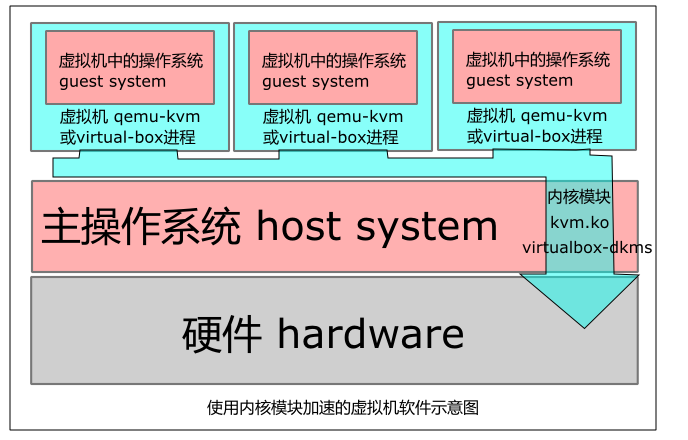 虚拟机中的操作系统
guest system
虚拟机 qemu-kvm
或virtual-box进程
虚拟机中的操作系统
guest system
虚拟机 qemu-kvm
或virtual-box进程
虚拟机中的操作系统
guest system
虚拟机 qemu-kvm
或virtual-box进程
主操作系统 host system
内核模块
kvm.ko
virtualbox-dkms
硬件 hardware
使用内核模块加速的虚拟机软件示意图